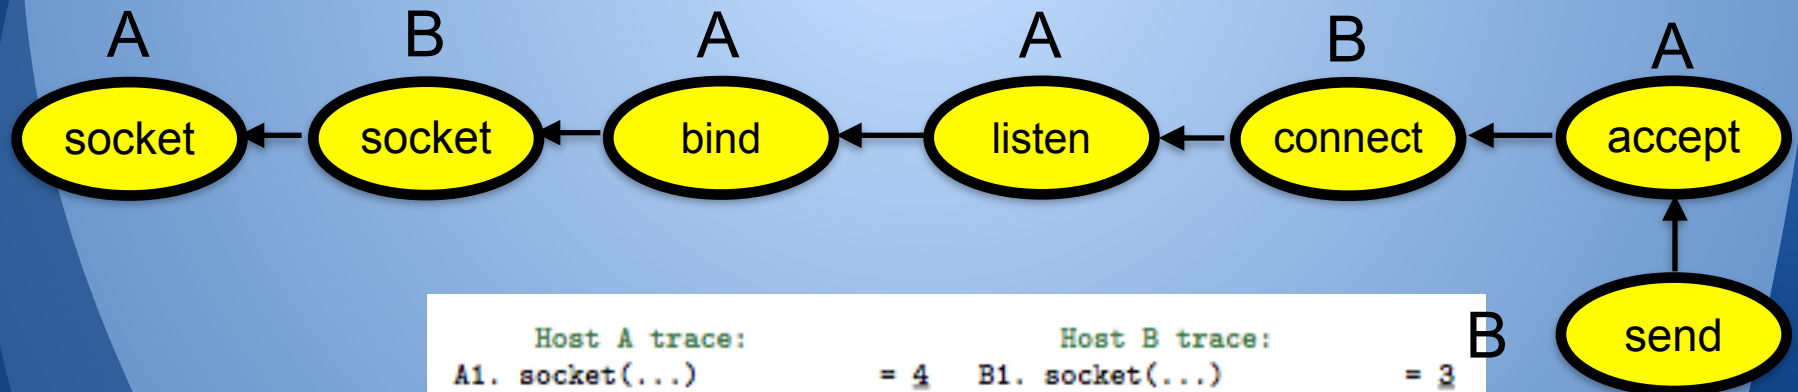 A B A A B A
socket socket bind listen connect accept
B send
Host A trace: Host B trace:
A1. socket(...) = 4 B1. socket(...) = 3